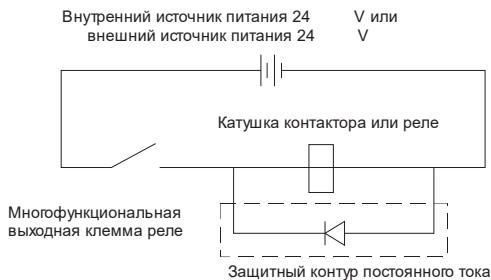 Внутренний источник питания 24 V или
внешний источник питания 24 V
Катушка контактора или реле
Многофункциональная
выходная клемма реле
Защитный контур постоянного тока